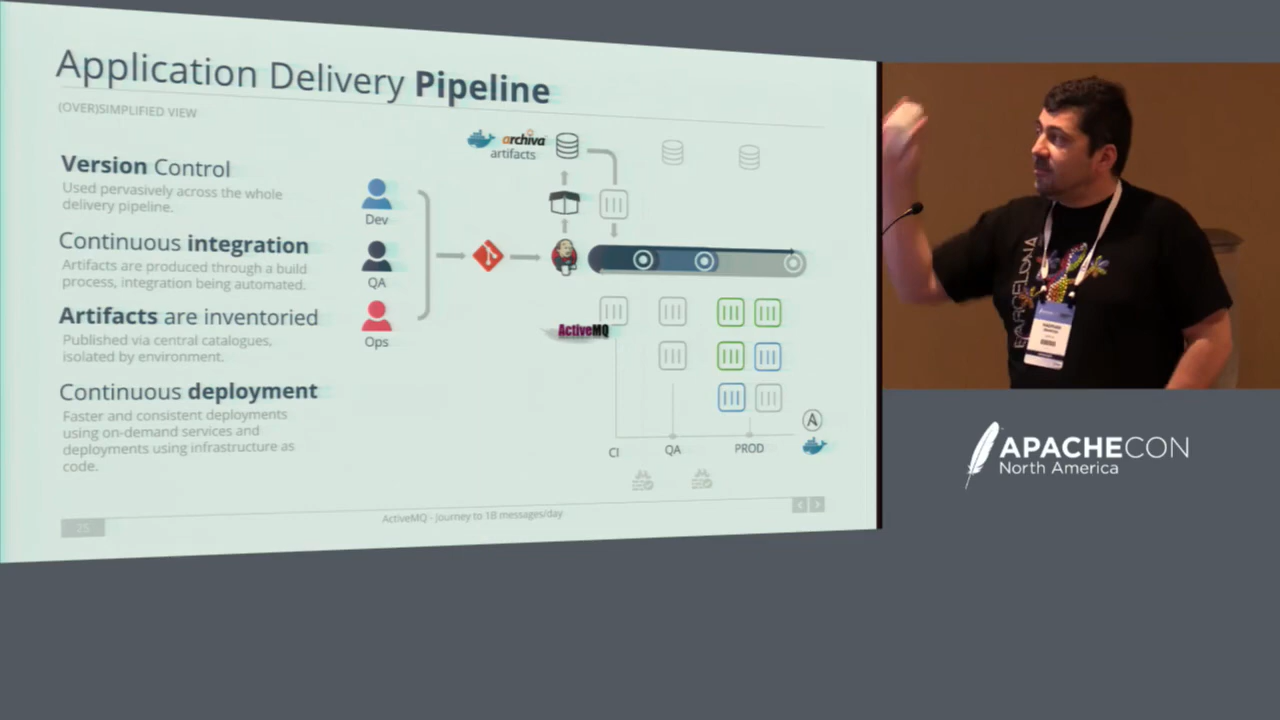 Application Delivery Pipeline
(OVER)SIMPLIFIED VIEW
Version Control
Used pervasively across the whole
delivery pipeline.
Continuous integration
Artifacts are produced through a build
process, integration being automated.
Artifacts are inventoried
Published via central catalogues,
isolated by environment.
Continuous deployment
Faster and consistent deployments
using on-demand services and
deployments using infrastructure as
code.
Dev
QA
Ops
archiva
artifacts
ActiveMQ
CI
QA
PROD
A
25
ActiveMQ - Journey to 1B messages/day
BARCELONA
APACHECON
North America